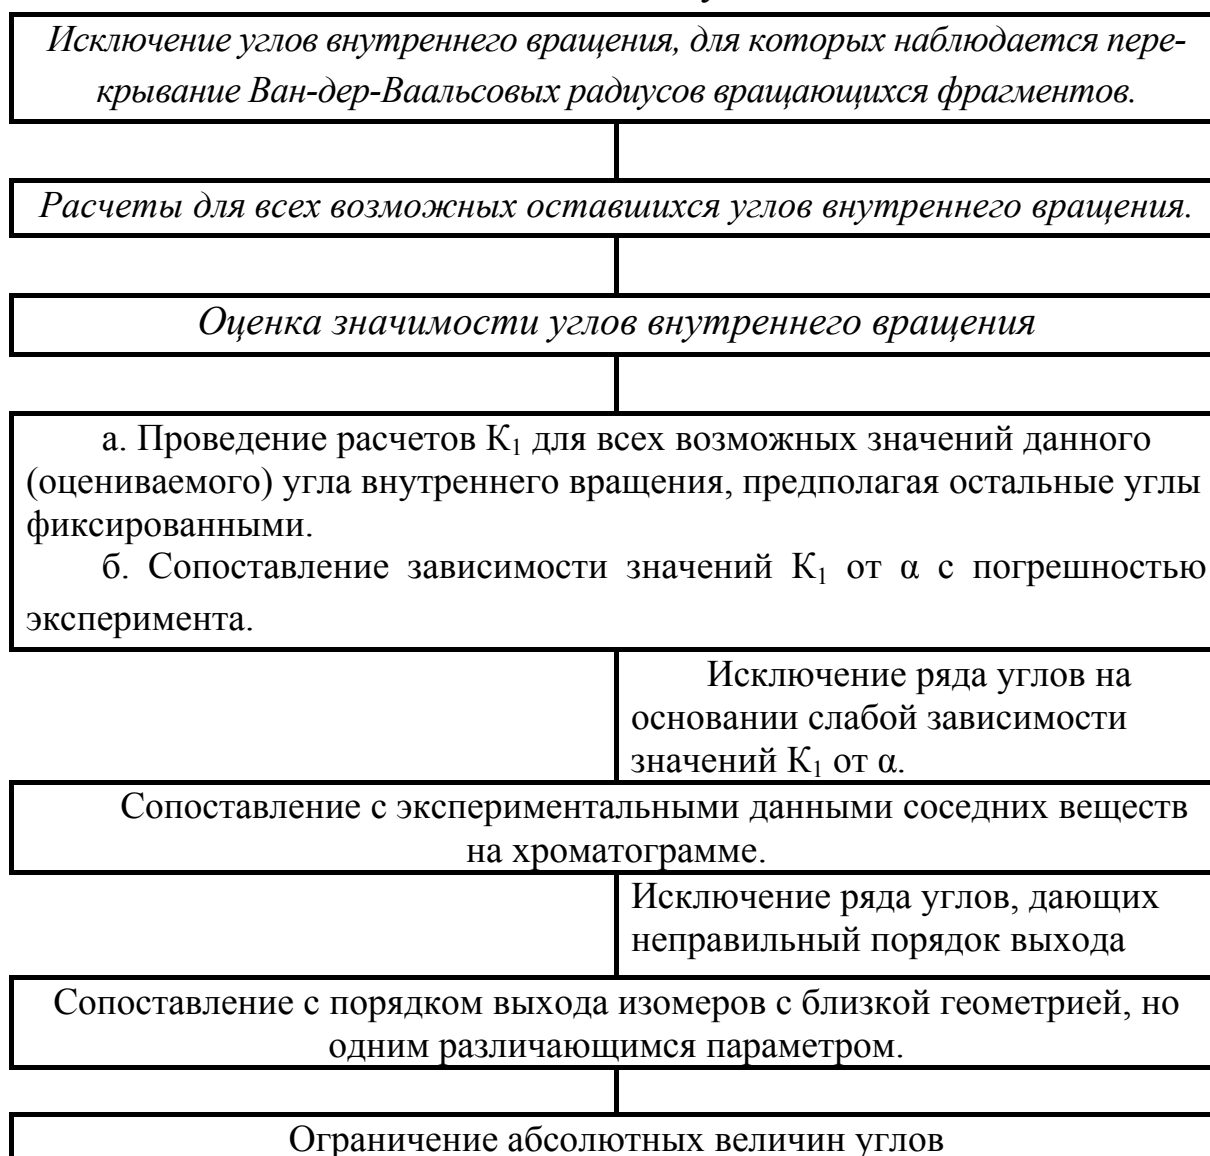 Исключение углов внутреннего вращения, для которых наблюдается пере-
крывание Ван-дер-Ваальсовых радиусов вращающихся фрагментов.
Расчеты для всех возможных оставшихся углов внутреннего вращения.
Оценка значимости углов внутреннего вращения
а. Проведение расчетов К₁ для всех возможных значений данного
(оцениваемого) угла внутреннего вращения, предполагая остальные углы
фиксированными.
б. Сопоставление зависимости значений К₁ от α с погрешностью
эксперимента.
Исключение ряда углов на
основании слабой зависимости
значений К₁ от α.
Сопоставление с экспериментальными данными соседних веществ
на хроматограмме.
Исключение ряда углов, дающих
неправильный порядок выхода
Сопоставление с порядком выхода изомеров с близкой геометрией, но
одним различающимся параметром.
Ограничение абсолютных величин углов